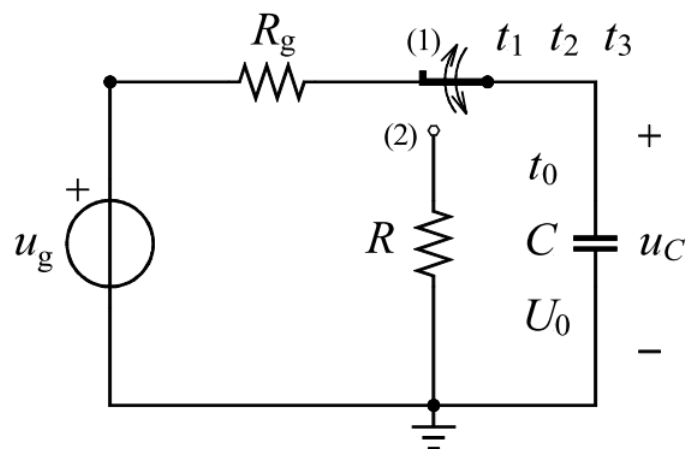 R_g
(1)
t_1 t_2 t_3
(2)
+
+
t_0
u_g
R
C
u_C
U_0
−